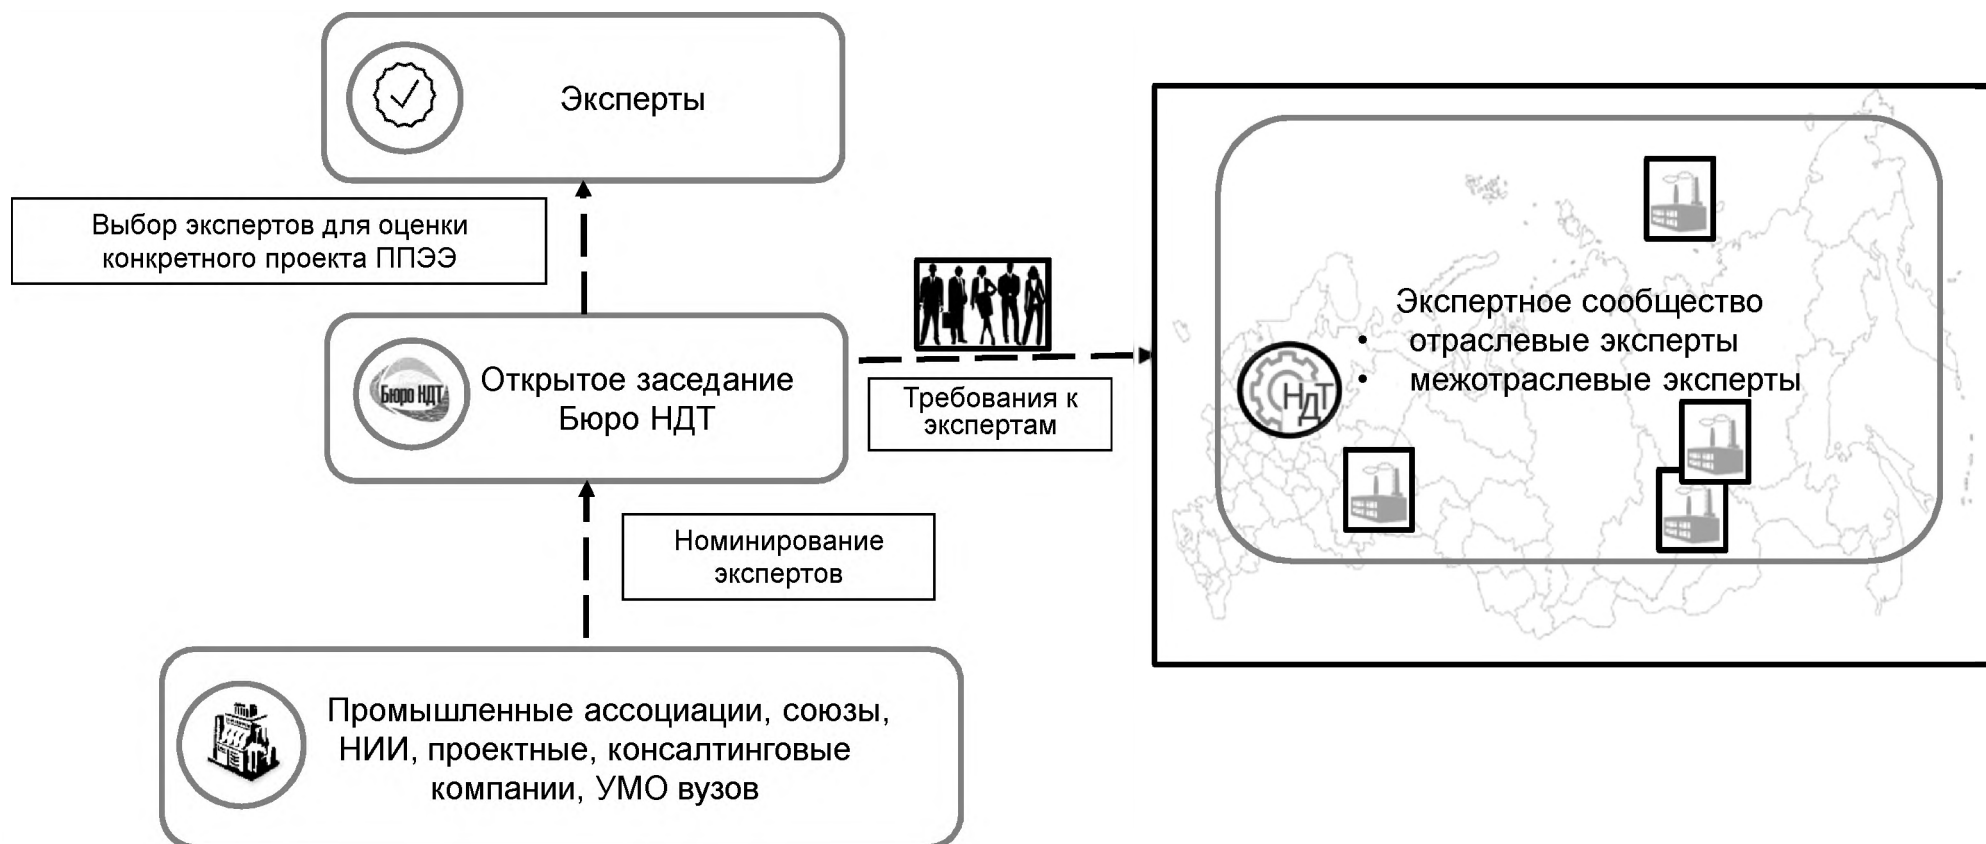 Эксперты
Выбор экспертов для оценки
конкретного проекта ППЭЭ
Бюро НДТ
Открытое заседание
Бюро НДТ
Требования к
экспертам
Экспертное сообщество
• отраслевые эксперты
• межотраслевые эксперты
НДТ
Номинирование
экспертов
Промышленные ассоциации, союзы,
НИИ, проектные, консалтинговые
компании, УМО вузов